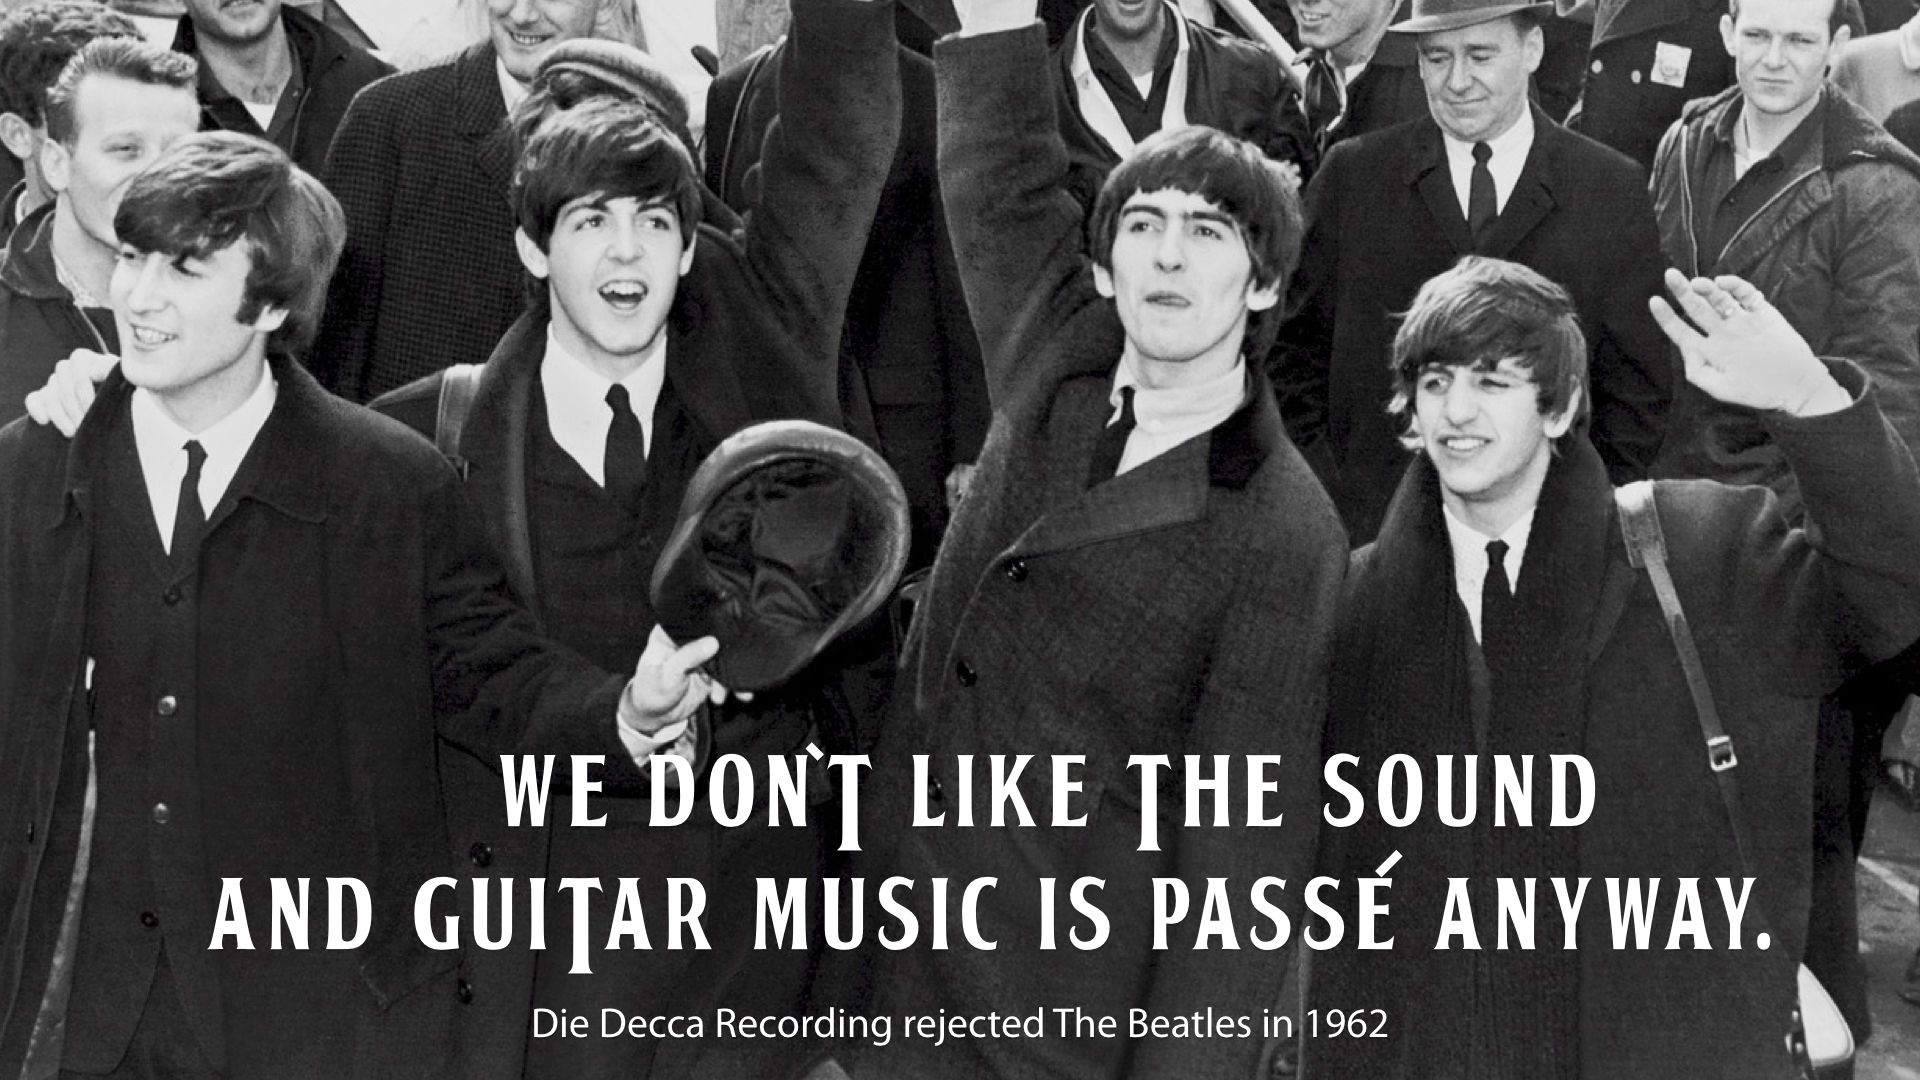 WE DON`T LIKE THE SOUND
AND GUITAR MUSIC IS PASSÉ ANYWAY.
Die Decca Recording rejected The Beatles in 1962